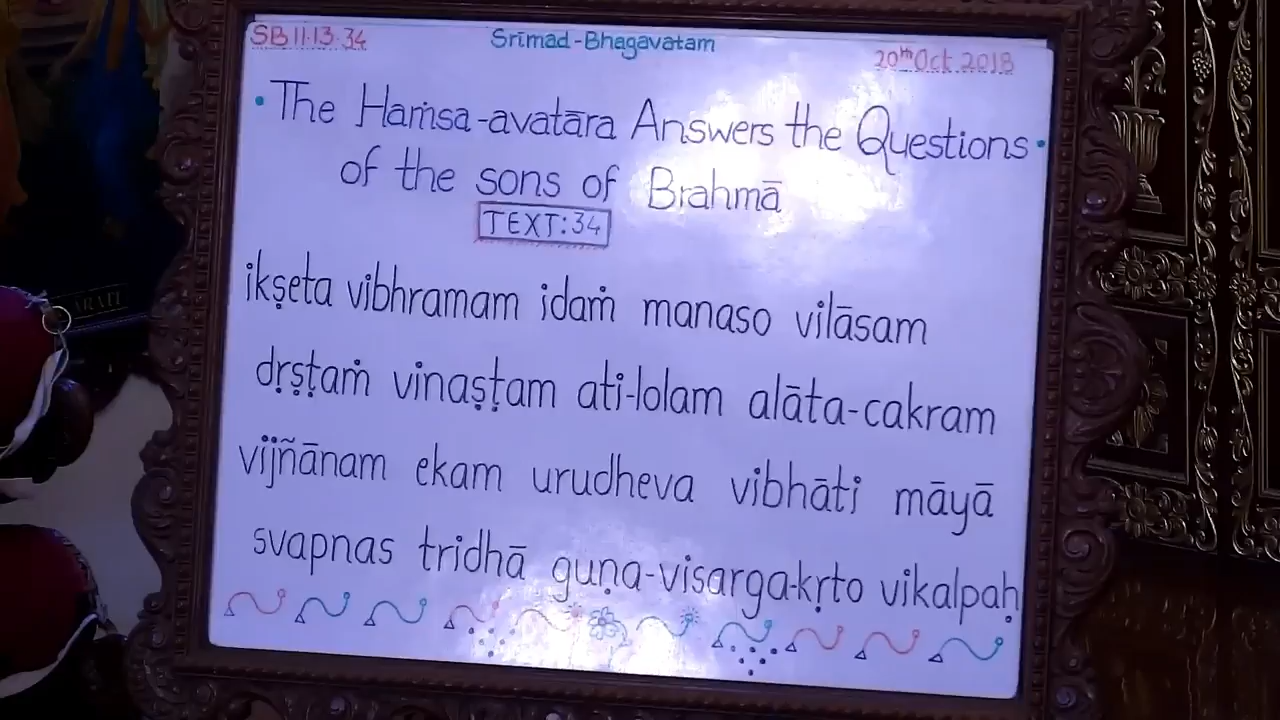 SB 11.13.34
Srīmad-Bhagavatam
20th Oct 2018
• The Haṁsa-avatāra Answers the Questions •
of the sons of Brahmā
TEXT: 34
ikṣeta vibhramam idaṁ manaso vilāsam
dṛṣṭaṁ vinaṣṭam ati-lolam alāta-cakram
vijñānam ekam urudheva vibhāti māyā
svapnas tridhā guṇa-visarga-kṛto vikalpaḥ